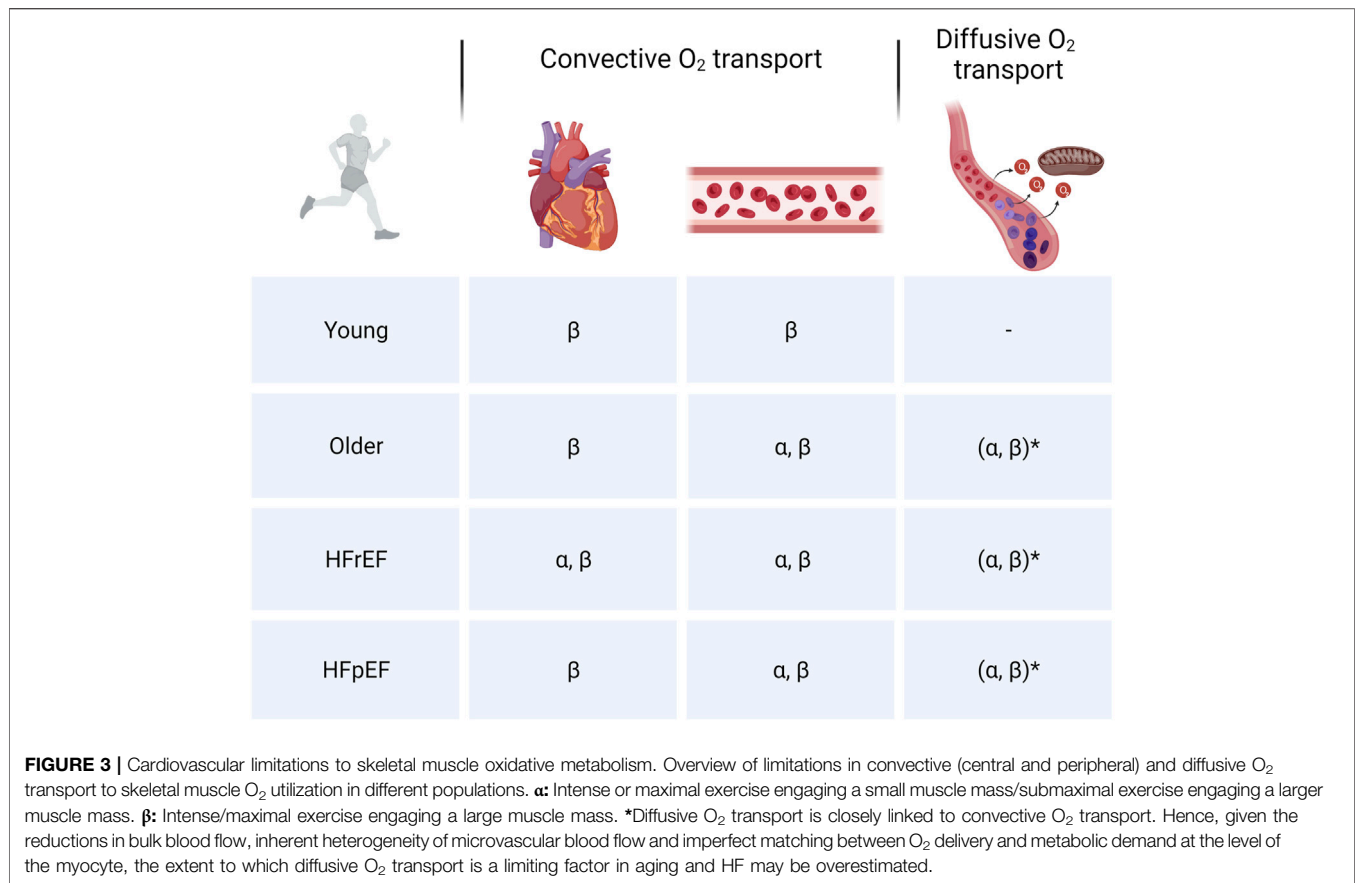 Convective O₂ transport
Diffusive O₂
transport
O₂
O₂
O₂
Young
β
β
-
Older
β
α, β
(α, β)*
HFrEF
α, β
α, β
(α, β)*
HFpEF
β
α, β
(α, β)*
FIGURE 3 | Cardiovascular limitations to skeletal muscle oxidative metabolism. Overview of limitations in convective (central and peripheral) and diffusive O₂
transport to skeletal muscle O₂ utilization in different populations. α: Intense or maximal exercise engaging a small muscle mass/submaximal exercise engaging a larger
muscle mass. β: Intense/maximal exercise engaging a large muscle mass. *Diffusive O₂ transport is closely linked to convective O₂ transport. Hence, given the
reductions in bulk blood flow, inherent heterogeneity of microvascular blood flow and imperfect matching between O₂ delivery and metabolic demand at the level of
the myocyte, the extent to which diffusive O₂ transport is a limiting factor in aging and HF may be overestimated.